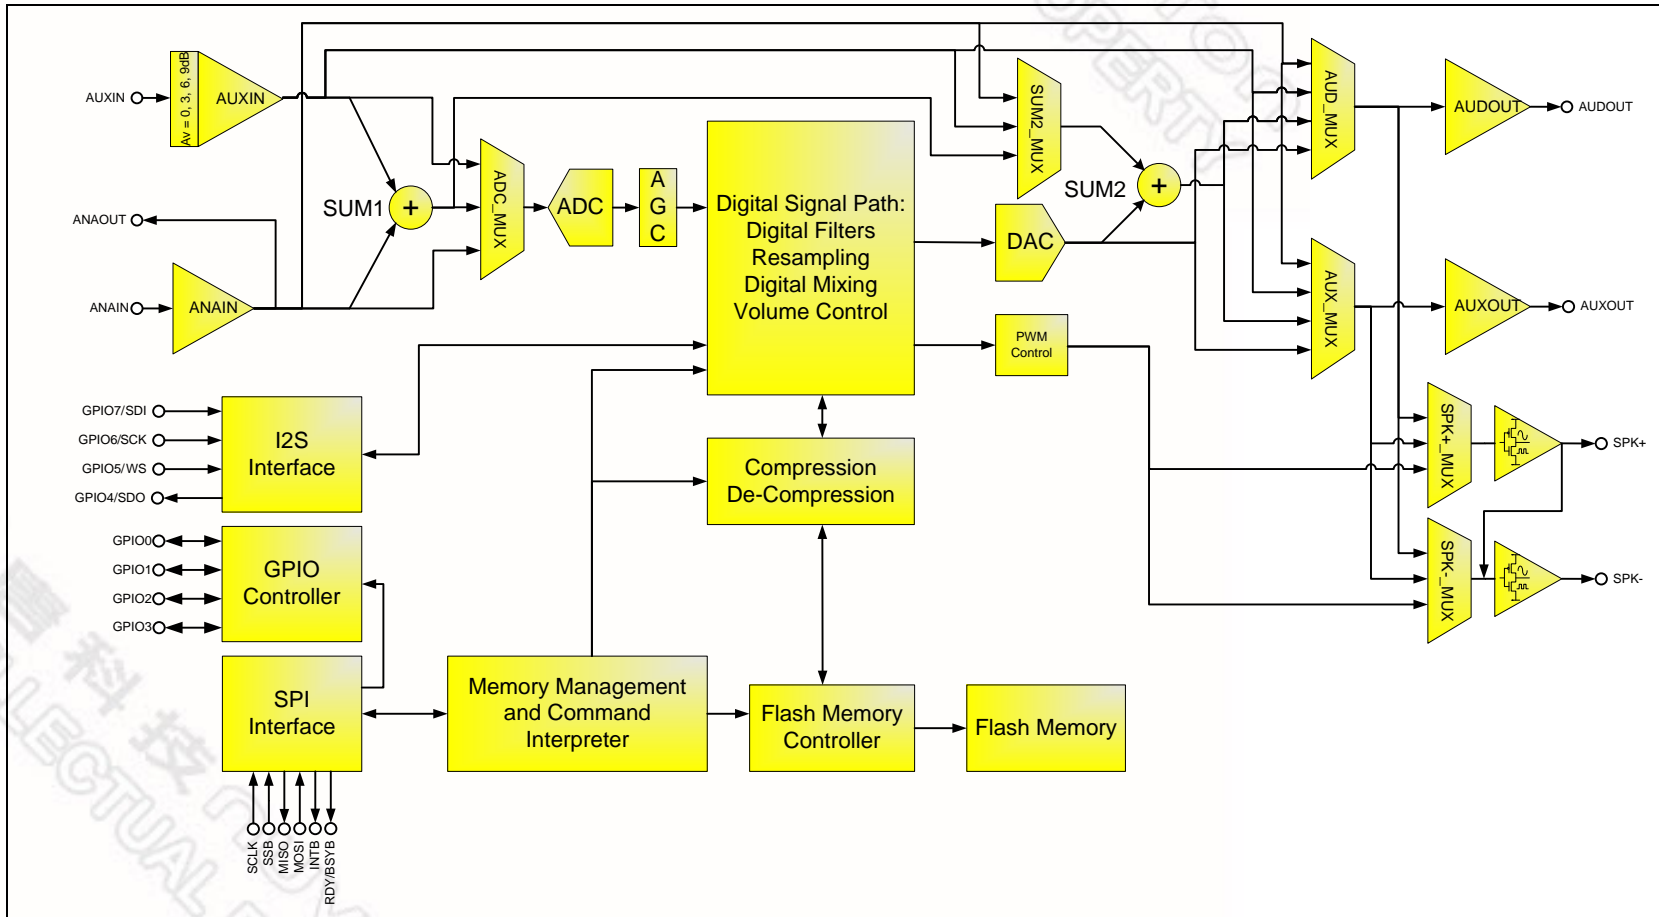 AUXIN
Av = 0, 3, 6, 9dB
AUXIN
ANAOUT
ANAIN
ANAIN
SUM1
+
ADC_MUX
ADC
A
G
C
Digital Signal Path:
Digital Filters
Resampling
Digital Mixing
Volume Control
SUM2_MUX
SUM2
+
DAC
PWM
Control
AUD_MUX
AUDOUT
AUDOUT
AUX_MUX
AUXOUT
AUXOUT
SPK+_MUX
SPK+
SPK-_MUX
SPK-
GPIO7/SDI
GPIO6/SCK
GPIO5/WS
GPIO4/SDO
I2S
Interface
Compression
De-Compression
GPIO0
GPIO1
GPIO2
GPIO3
GPIO
Controller
SPI
Interface
Memory Management
and Command
Interpreter
Flash Memory
Controller
Flash Memory
SCLK
SSB
MISO
MOSI
INTB
RDY/BSYB